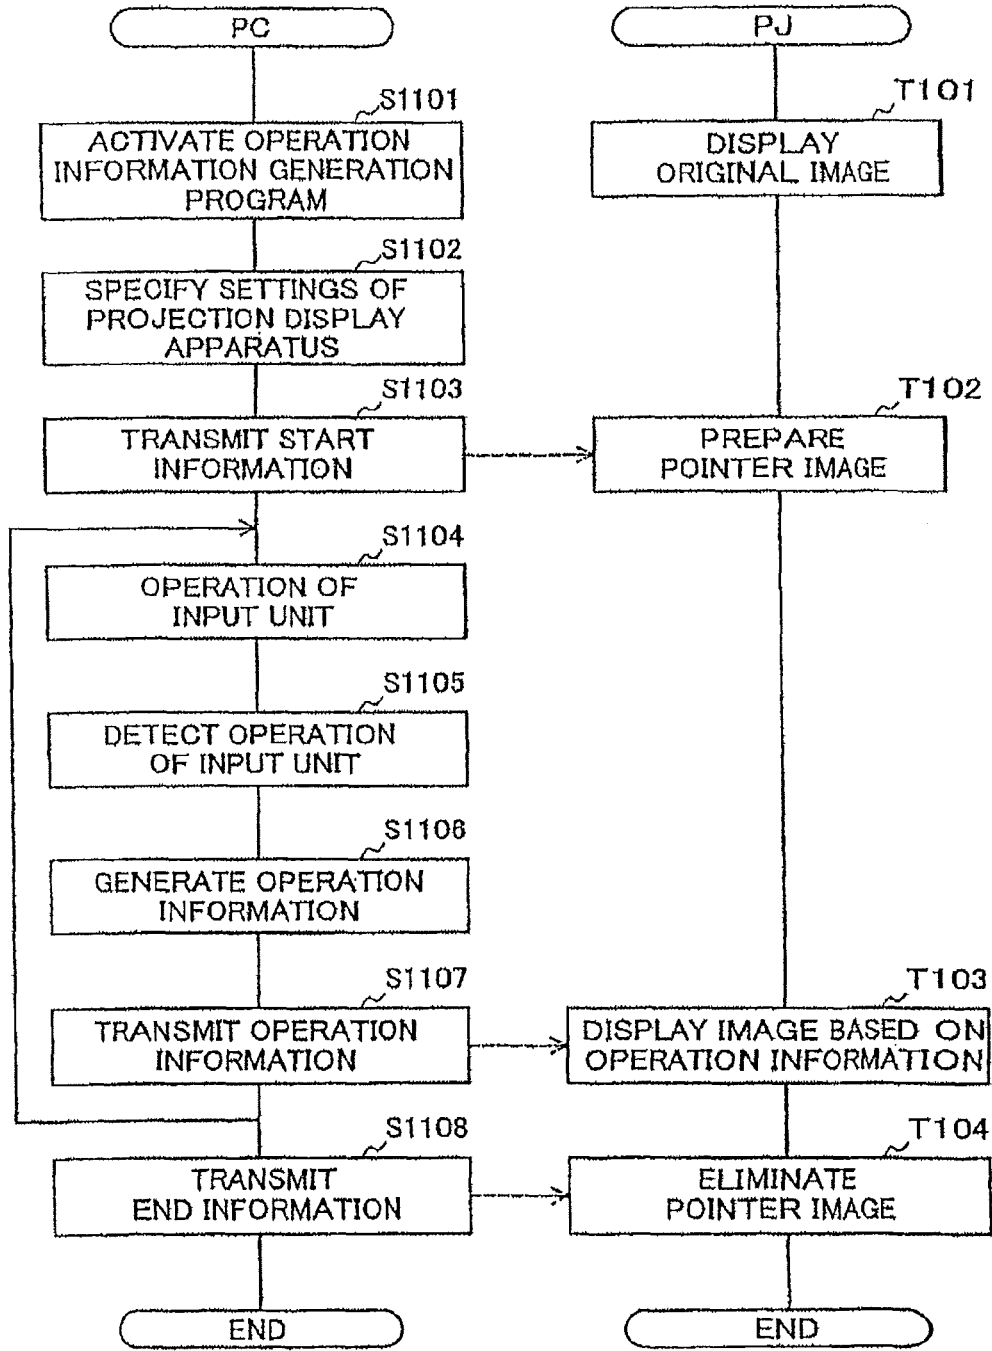 PC
S1101
ACTIVATE OPERATION
INFORMATION GENERATION
PROGRAM
S1102
SPECIFY SETTINGS OF
PROJECTION DISPLAY
APPARATUS
S1103
TRANSMIT START
INFORMATION
S1104
OPERATION OF
INPUT UNIT
S1105
DETECT OPERATION
OF INPUT UNIT
S1106
GENERATE OPERATION
INFORMATION
S1107
TRANSMIT OPERATION
INFORMATION
S1108
TRANSMIT
END INFORMATION
END
PJ
T101
DISPLAY
ORIGINAL IMAGE
T102
PREPARE
POINTER IMAGE
T103
DISPLAY IMAGE BASED ON
OPERATION INFORMATION
T104
ELIMINATE
POINTER IMAGE
END